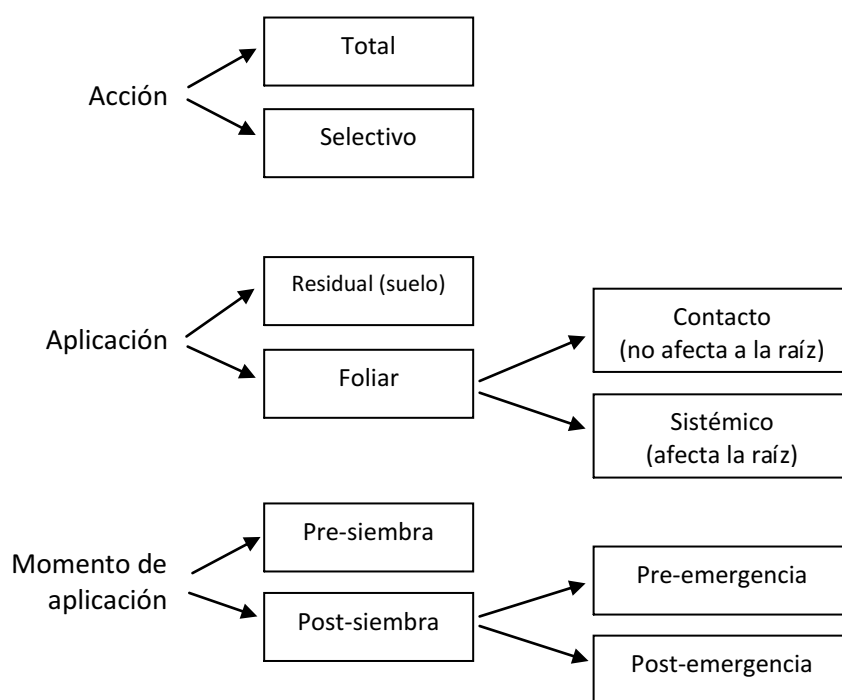 Acción
Total
Selectivo
Aplicación
Residual (suelo)
Foliar
Contacto
(no afecta a la raíz)
Sistémico
(afecta la raíz)
Momento de
aplicación
Pre-siembra
Post-siembra
Pre-emergencia
Post-emergencia